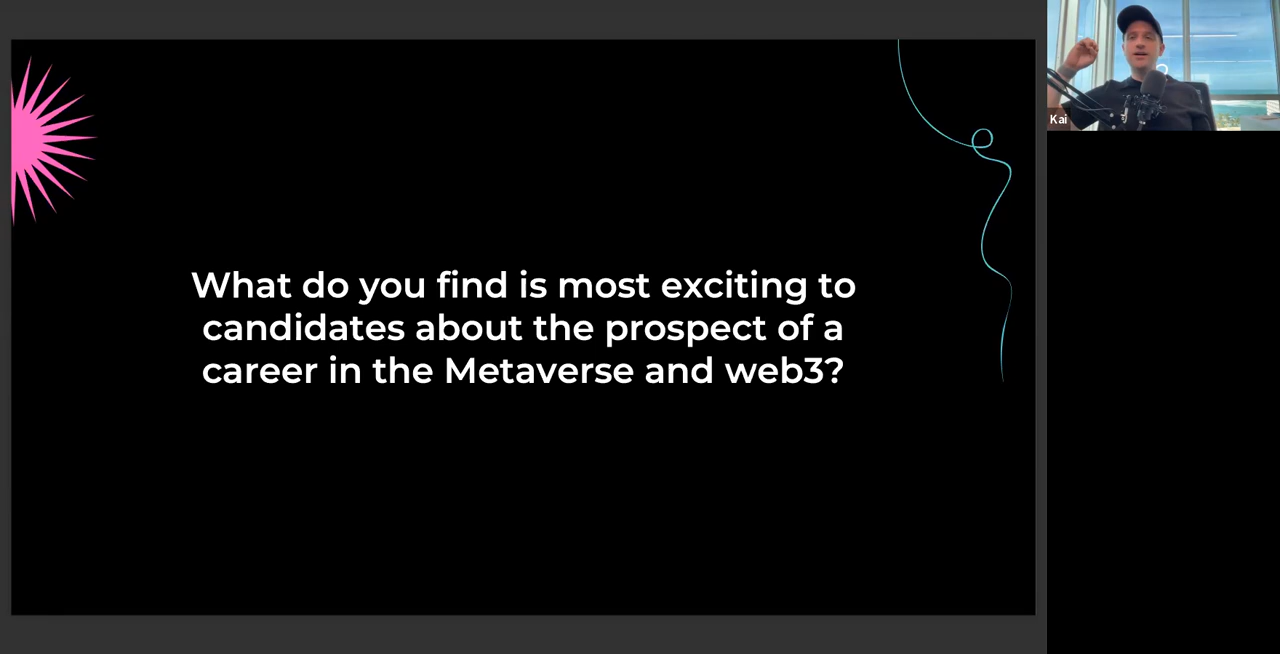 What do you find is most exciting to
candidates about the prospect of a
career in the Metaverse and web3?
Kai